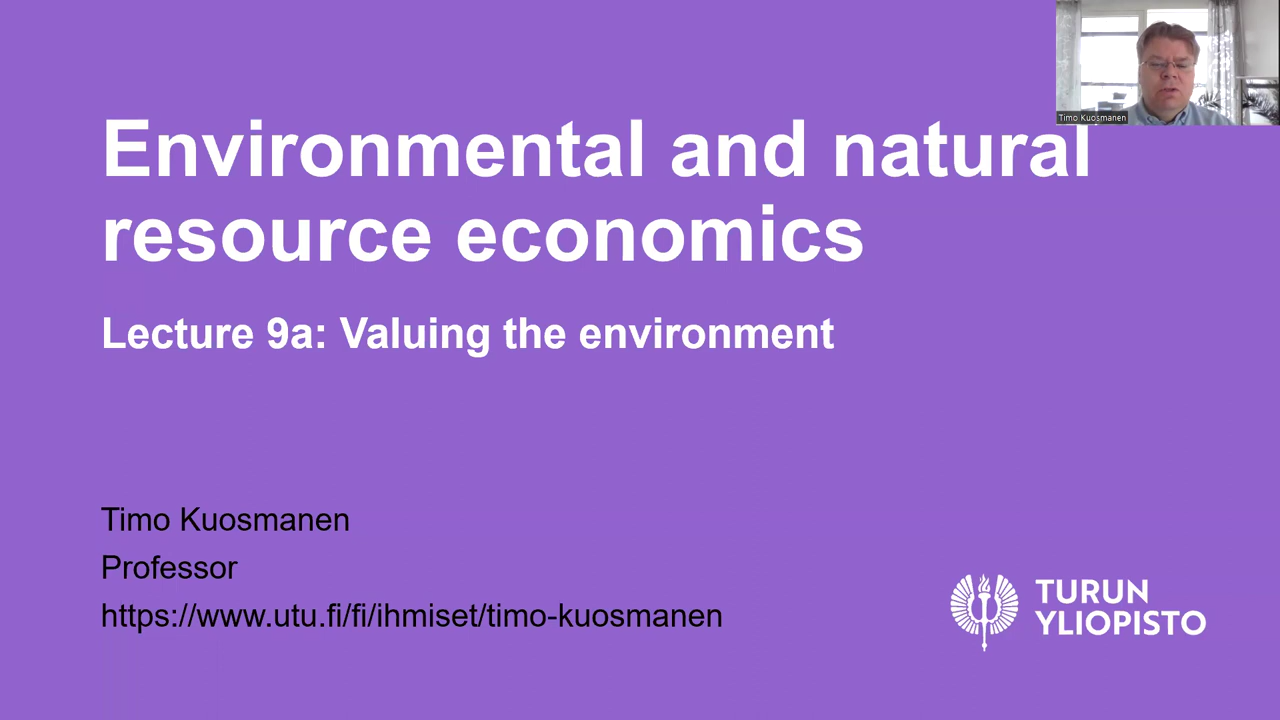 Environmental and natural
resource economics
Lecture 9a: Valuing the environment
Timo Kuosmanen
Professor
https://www.utu.fi/fi/ihmiset/timo-kuosmanen
TURUN
YLIOPISTO
Timo Kuosmanen